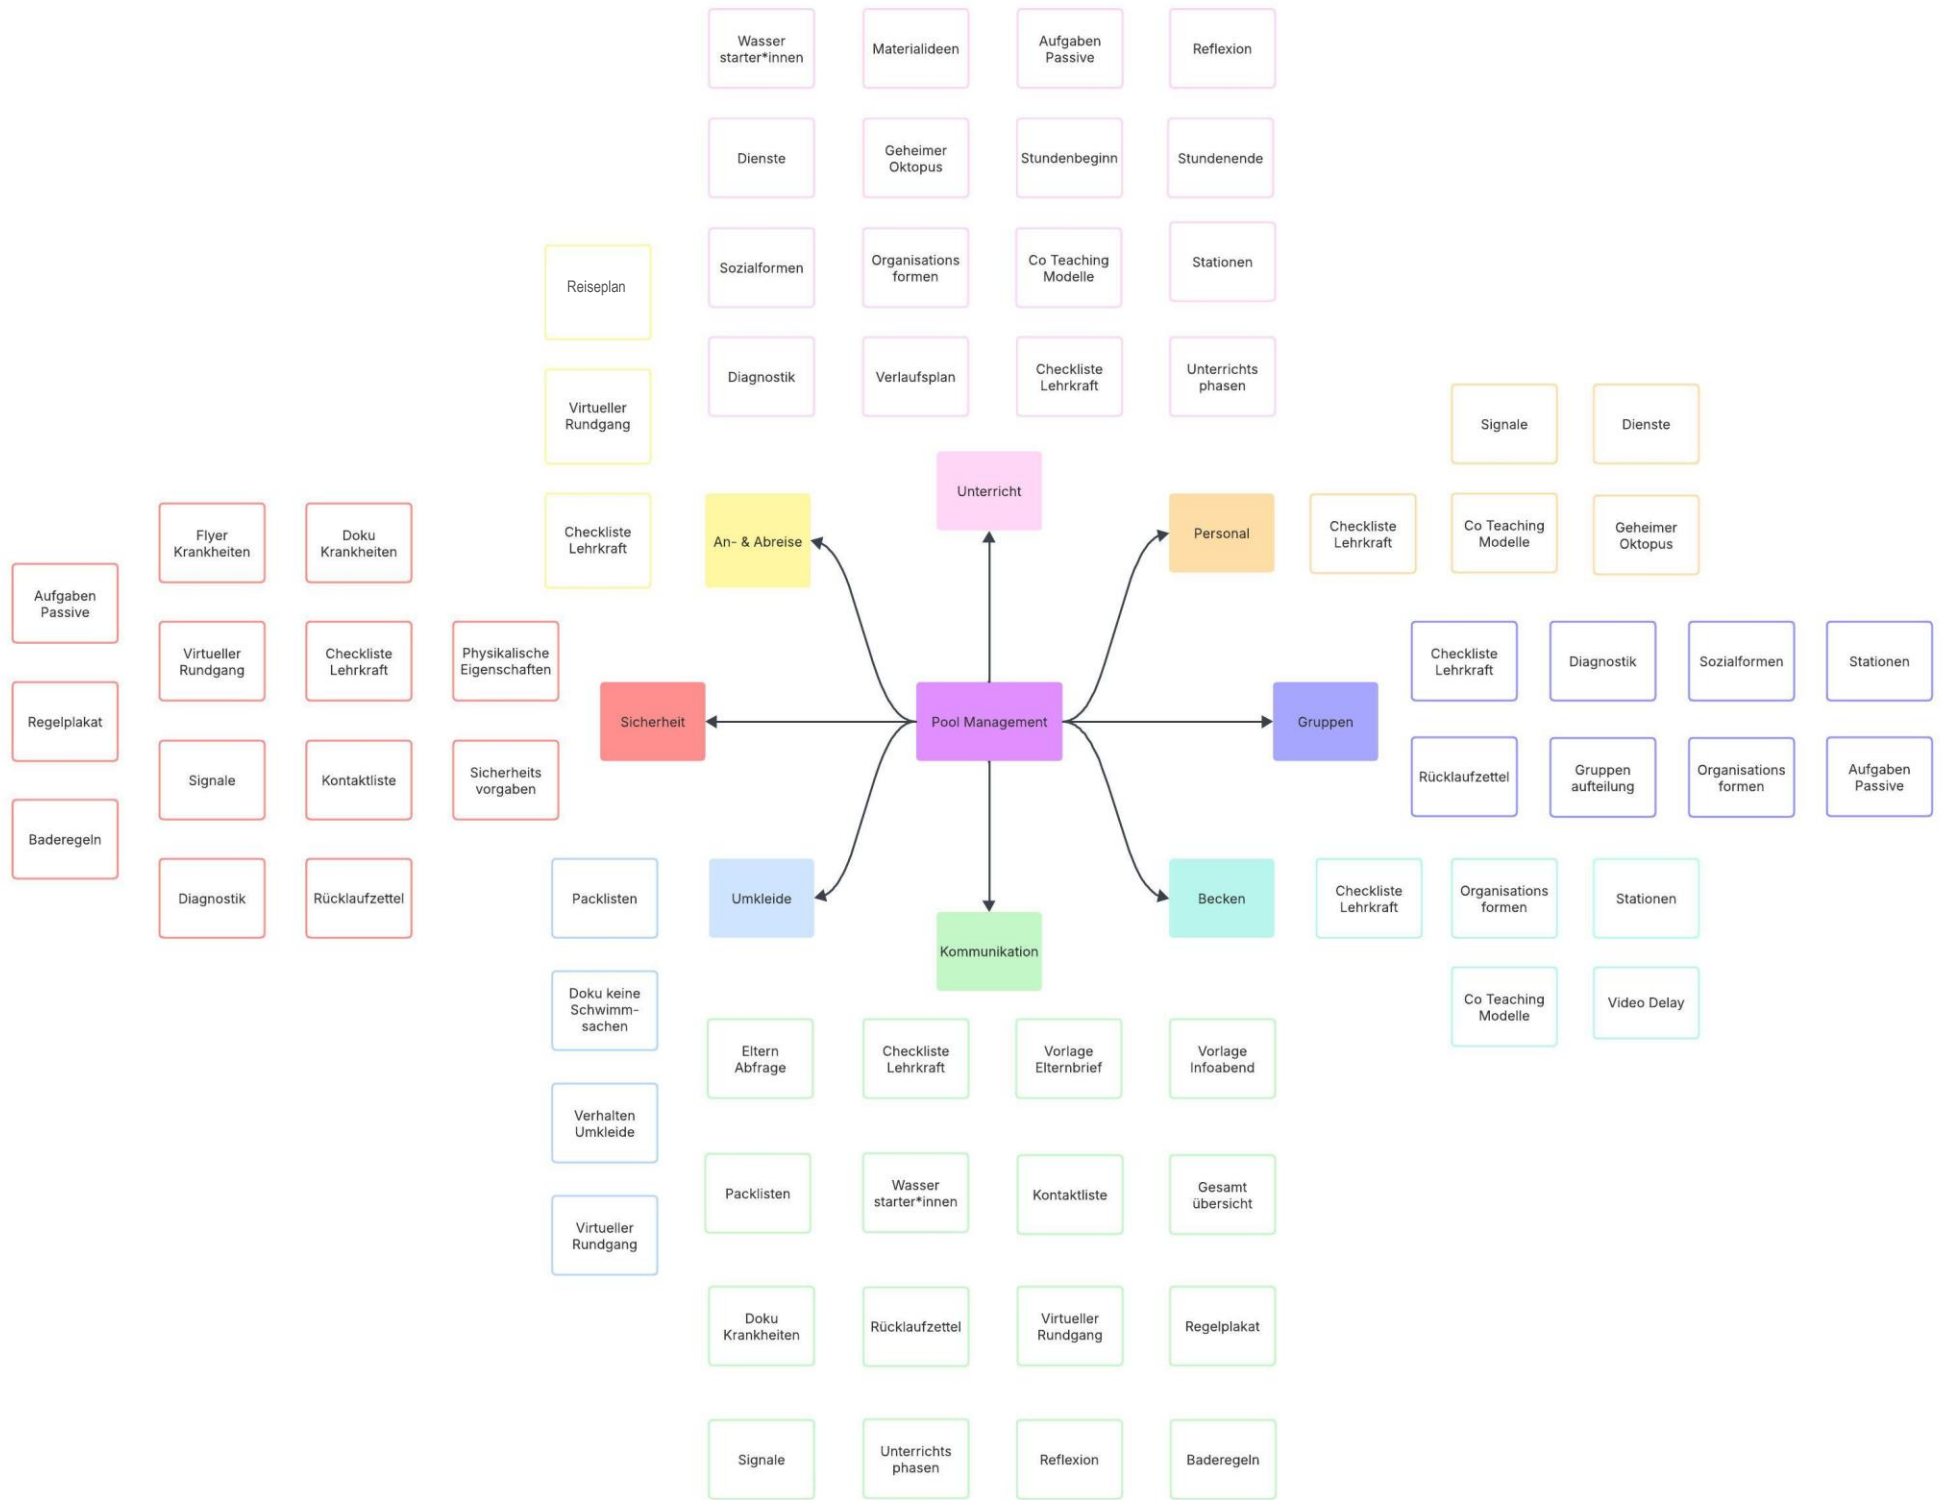 Wasser
starter*innen
Materialideen
Aufgaben
Passive
Reflexion
Dienste
Geheimer
Oktopus
Stundenbeginn
Stundenende
Sozialformen
Organisations
formen
Co Teaching
Modelle
Stationen
Diagnostik
Verlaufsplan
Checkliste
Lehrkraft
Unterrichts
phasen
Unterricht
Reiseplan
Virtueller
Rundgang
Checkliste
Lehrkraft
An- & Abreise
Signale
Dienste
Personal
Checkliste
Lehrkraft
Co Teaching
Modelle
Geheimer
Oktopus
Flyer
Krankheiten
Doku
Krankheiten
Aufgaben
Passive
Virtueller
Rundgang
Checkliste
Lehrkraft
Physikalische
Eigenschaften
Regelplakat
Signale
Kontaktliste
Sicherheits
vorgaben
Baderegeln
Diagnostik
Rücklaufzettel
Sicherheit
Pool Management
Gruppen
Checkliste
Lehrkraft
Diagnostik
Sozialformen
Stationen
Rücklaufzettel
Gruppen
aufteilung
Organisations
formen
Aufgaben
Passive
Umkleide
Packlisten
Doku keine
Schwimm-
sachen
Verhalten
Umkleide
Virtueller
Rundgang
Becken
Checkliste
Lehrkraft
Organisations
formen
Stationen
Co Teaching
Modelle
Video Delay
Kommunikation
Eltern
Abfrage
Checkliste
Lehrkraft
Vorlage
Elternbrief
Vorlage
Infoabend
Packlisten
Wasser
starter*innen
Kontaktliste
Gesamt
übersicht
Doku
Krankheiten
Rücklaufzettel
Virtueller
Rundgang
Regelplakat
Signale
Unterrichts
phasen
Reflexion
Baderegeln